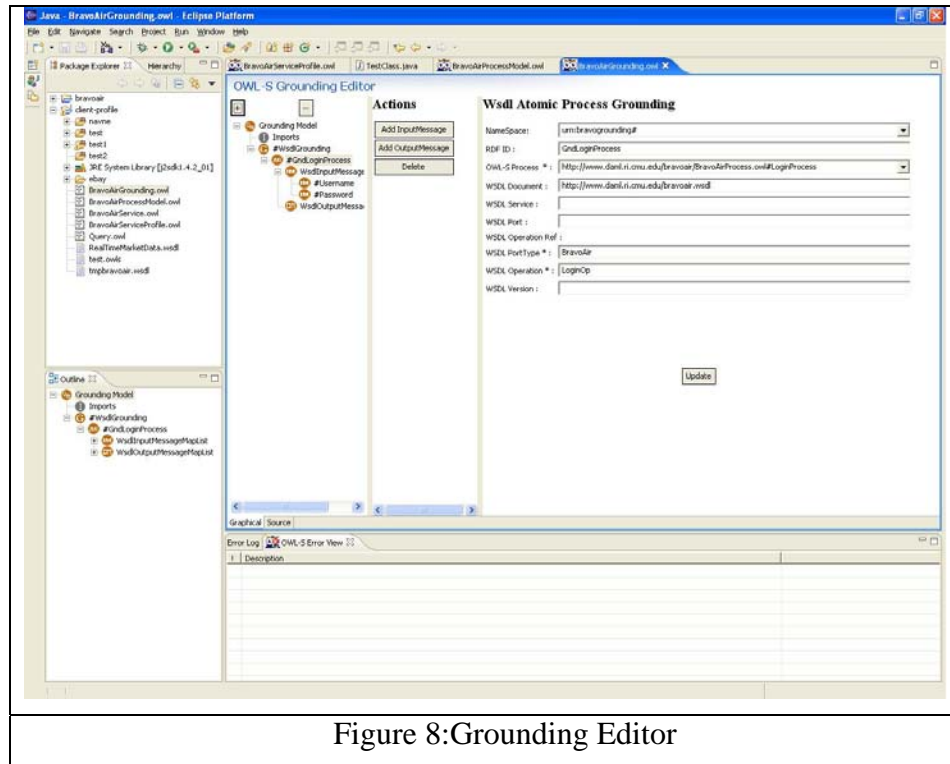 Java - BravoAirGrounding.owl - Eclipse Platform
File Edit Navigate Search Project Run Window Help
Package Explorer
Hierarchy
BravoAirServiceProfile.owl
TestClass.java
BravoAirProcessModel.owl
BravoAirGrounding.owl
bravoair
client-profile
navne
test
test1
test2
JRE System Library [j2sdk1.4.2_01]
ebay
BravoAirGrounding.owl
BravoAirProcessModel.owl
BravoAirService.owl
BravoAirServiceProfile.owl
Query.owl
RealTimeMarketData.wsdl
test.owls
tmpbravoair.wsdl
Outline
Grounding Model
Imports
#WsdlGrounding
#GndLoginProcess
WsdlInputMessageMapList
WsdlOutputMessageMapList
OWL-S Grounding Editor
Grounding Model
Imports
#WsdlGrounding
#GndLoginProcess
WsdlInputMessage
#Username
#Password
WsdlOutputMessa
Actions
Add InputMessage
Add OutputMessage
Delete
Wsdl Atomic Process Grounding
NameSpace: urn:bravogrounding#
RDF ID : GndLoginProcess
OWL-S Process * : http://www.daml.ri.cmu.edu/bravoair/BravoAirProcess.owl#LoginProcess
WSDL Document : http://www.daml.ri.cmu.edu/bravoair.wsdl
WSDL Service :
WSDL Port :
WSDL Operation Ref :
WSDL PortType * : BravoAir
WSDL Operation * : LoginOp
WSDL Version :
Update
Graphical Source
Error Log OWL-S Error View
! Description
Figure 8:Grounding Editor